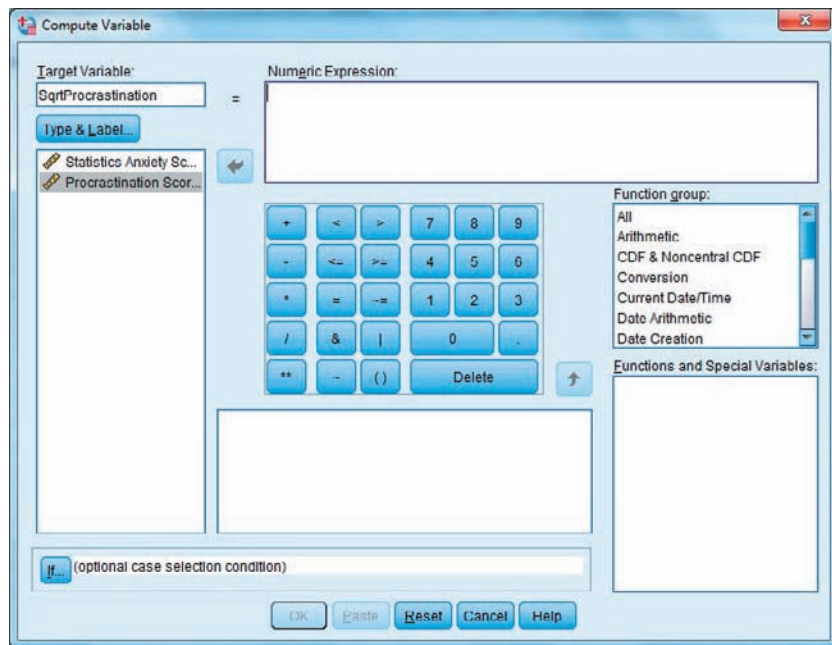 Compute Variable
Target Variable:
SqrtProcrastination
=
Numeric Expression:
Type & Label...
Statistics Anxiety Sc...
Procrastination Scor...
+ < > 7 8 9
- <= >= 4 5 6
* = ~= 1 2 3
/ & | 0 .
** ~ ( ) Delete
Function group:
All
Arithmetic
CDF & Noncentral CDF
Conversion
Current Date/Time
Date Arithmetic
Date Creation
Functions and Special Variables:
If... (optional case selection condition)
OK Paste Reset Cancel Help